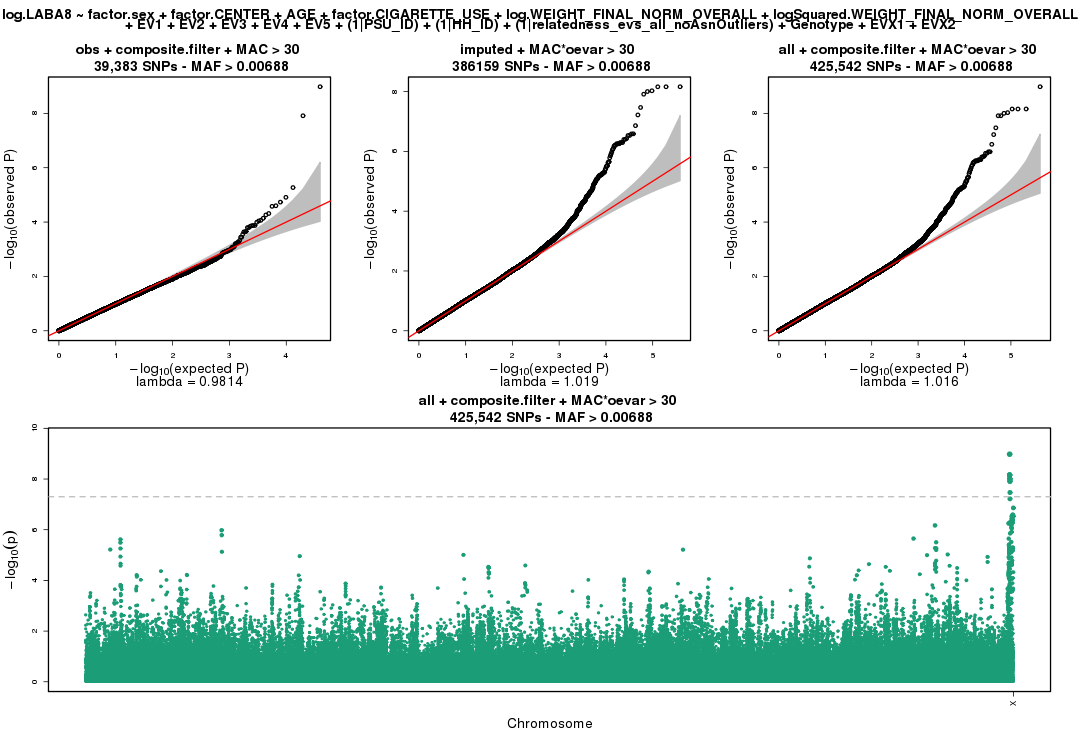 log.LABA8 ~ factor.sex + factor.CENTER + AGE + factor.CIGARETTE_USE + log.WEIGHT_FINAL_NORM_OVERALL + logSquared.WEIGHT_FINAL_NORM_OVERALL
+ EV1 + EV2 + EV3 + EV4 + EV5 + (1|PSU_ID) + (1|HH_ID) + (1|relatedness_evs_all_noAsnOutliers) + Genotype + EVX1 + EVX2
obs + composite.filter + MAC > 30
39,383 SNPs - MAF > 0.00688
−log10(observed P)
0 2 4 6 8
0 1 2 3 4
−log10(expected P)
lambda = 0.9814
imputed + MAC*oevar > 30
386159 SNPs - MAF > 0.00688
−log10(observed P)
0 2 4 6 8
0 1 2 3 4 5
−log10(expected P)
lambda = 1.019
all + composite.filter + MAC*oevar > 30
425,542 SNPs - MAF > 0.00688
−log10(observed P)
0 2 4 6 8
0 1 2 3 4 5
−log10(expected P)
lambda = 1.016
all + composite.filter + MAC*oevar > 30
425,542 SNPs - MAF > 0.00688
−log10(p)
0 2 4 6 8 10
X
Chromosome